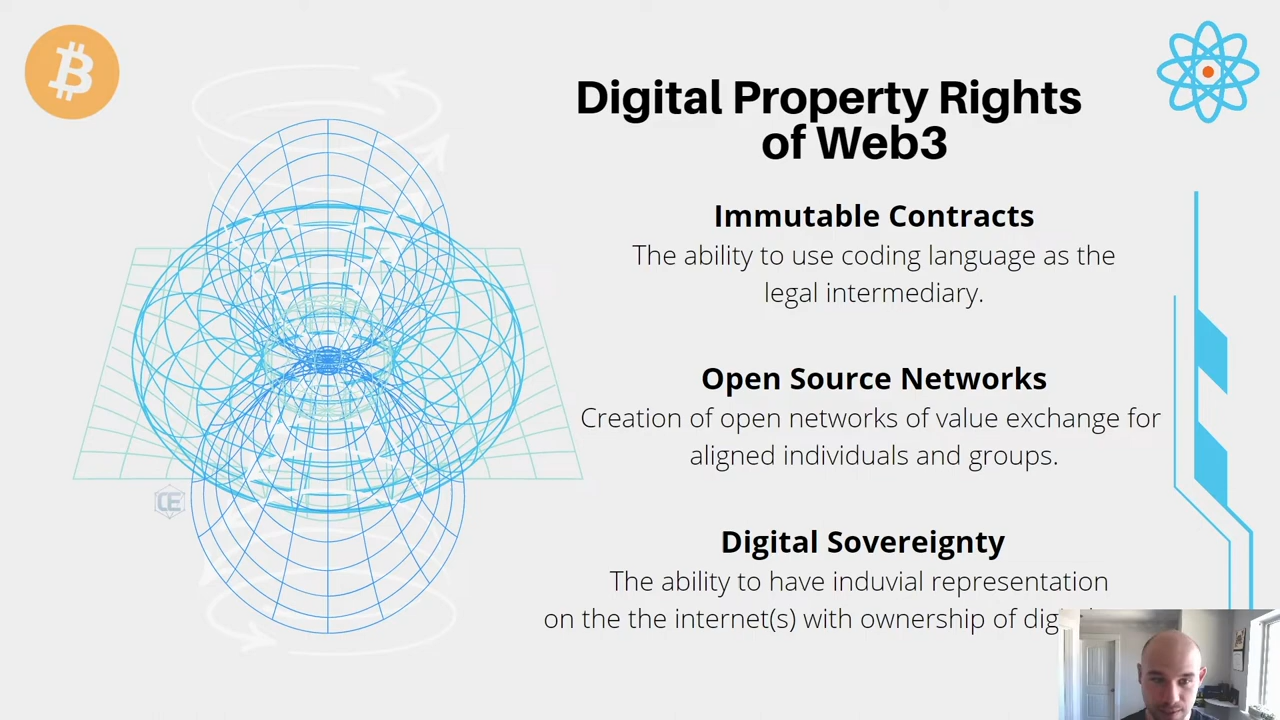 Digital Property Rights
of Web3
Immutable Contracts
The ability to use coding language as the
legal intermediary.
Open Source Networks
Creation of open networks of value exchange for
aligned individuals and groups.
Digital Sovereignty
The ability to have induvial representation
on the the internet(s) with ownership of
CE